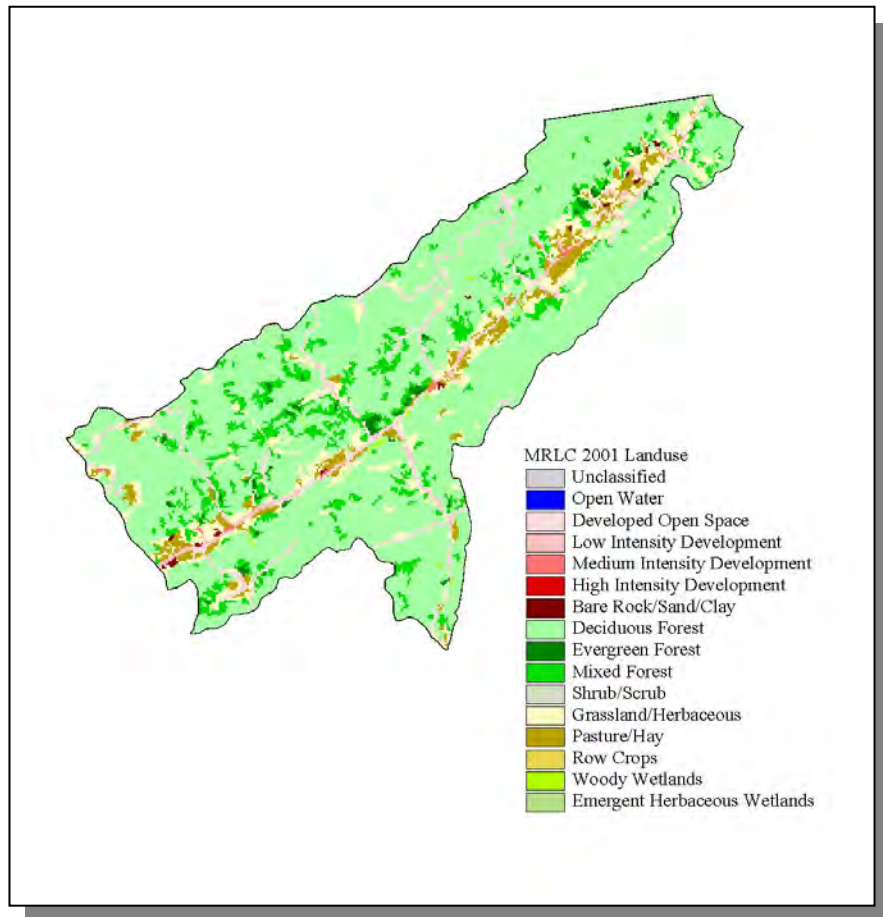 MRLC 2001 Landuse
Unclassified
Open Water
Developed Open Space
Low Intensity Development
Medium Intensity Development
High Intensity Development
Bare Rock/Sand/Clay
Deciduous Forest
Evergreen Forest
Mixed Forest
Shrub/Scrub
Grassland/Herbaceous
Pasture/Hay
Row Crops
Woody Wetlands
Emergent Herbaceous Wetlands